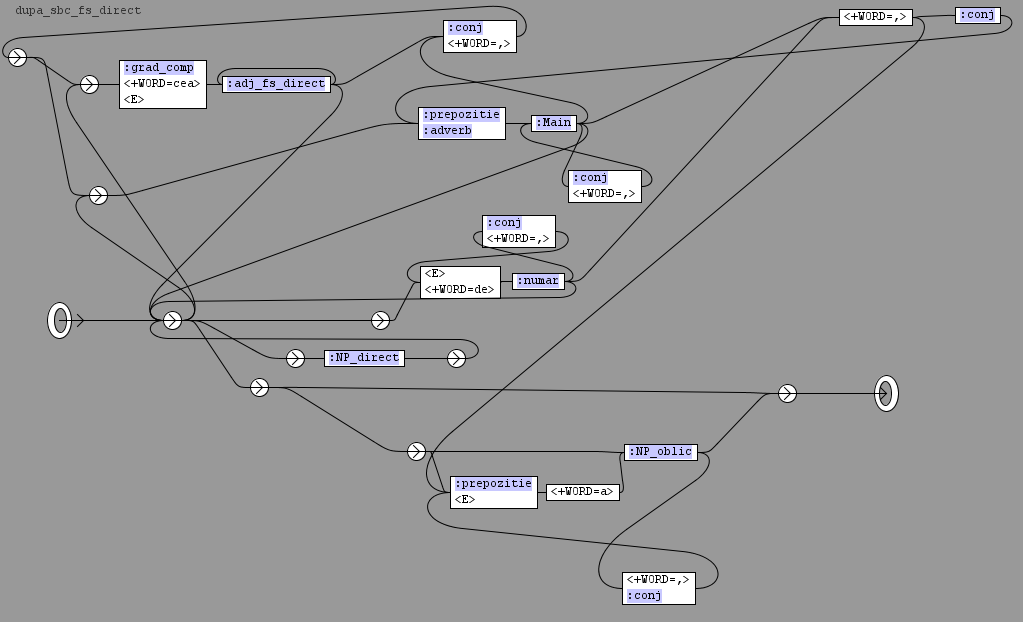 dupa_sbc_fs_direct
<+WORD=,>
:conj
:conj
<+WORD=,>
:grad_comp
<+WORD=cea>
<E>
:adj_fs_direct
:prepozitie
:adverb
:Main
:conj
<+WORD=,>
:conj
<+WORD=,>
<E>
<+WORD=de>
:numar
:NP_direct
:NP_oblic
:prepozitie
<E>
<+WORD=a>
<+WORD=,>
:conj